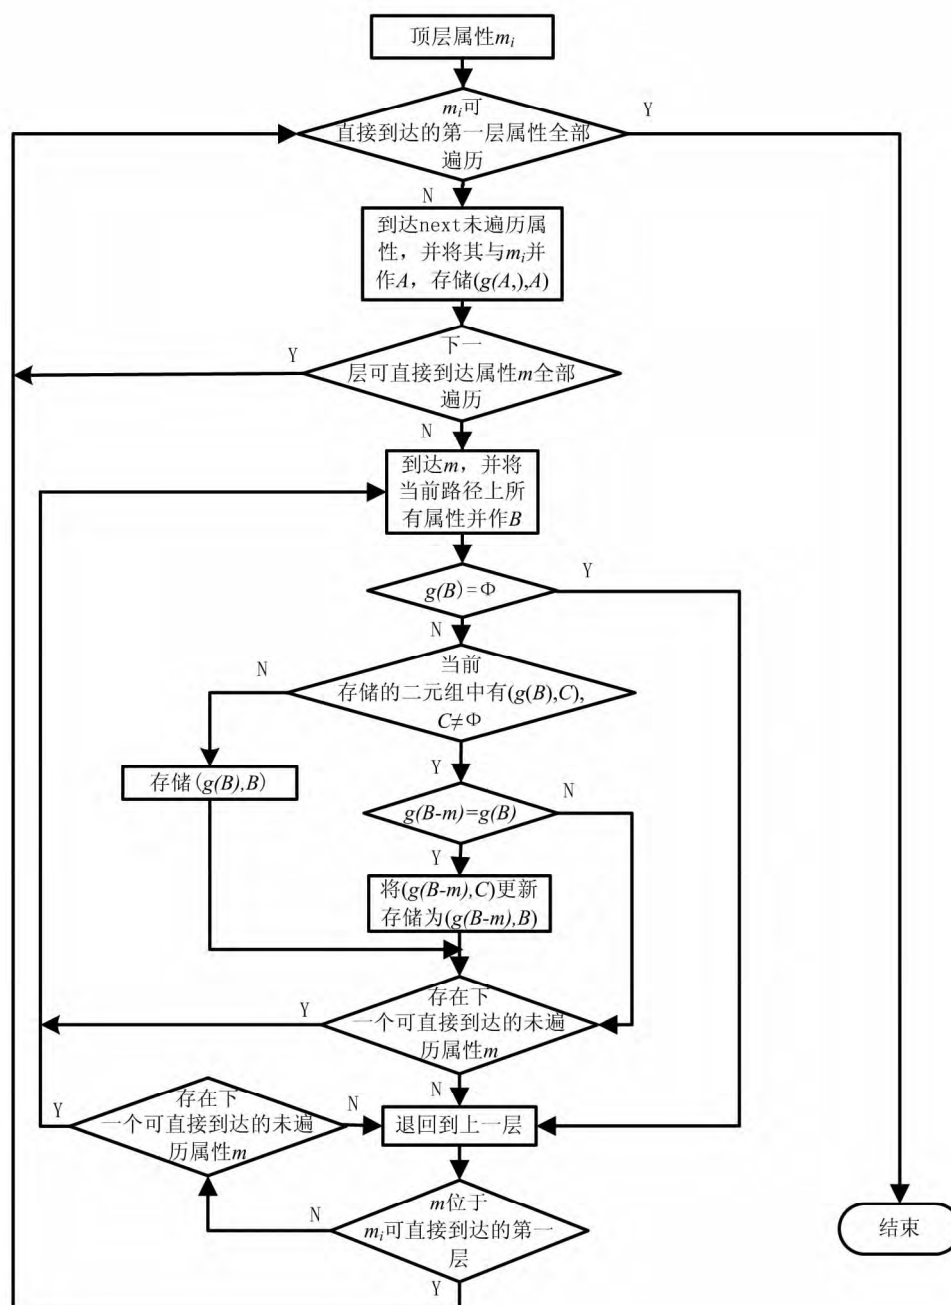 顶层属性mi
mi可
直接到达的第一层属性全部
遍历
Y
N
到达next未遍历属
性，并将其与mi并
作A，存储(g(A,),A)
下一
层可直接到达属性m全部
遍历
Y
N
到达m，并将
当前路径上所
有属性并作B
g(B)=Φ
Y
N
当前
存储的二元组中有(g(B),C),
C≠Φ
N
Y
存储(g(B),B)
g(B-m)=g(B)
N
Y
将(g(B-m),C)更新
存储为(g(B-m),B)
存在下
一个可直接到达的未遍
历属性m
Y
N
存在下
一个可直接到达的未遍
历属性m
Y
N
退回到上一层
m位于
mi可直接到达的第一
层
N
Y
结束